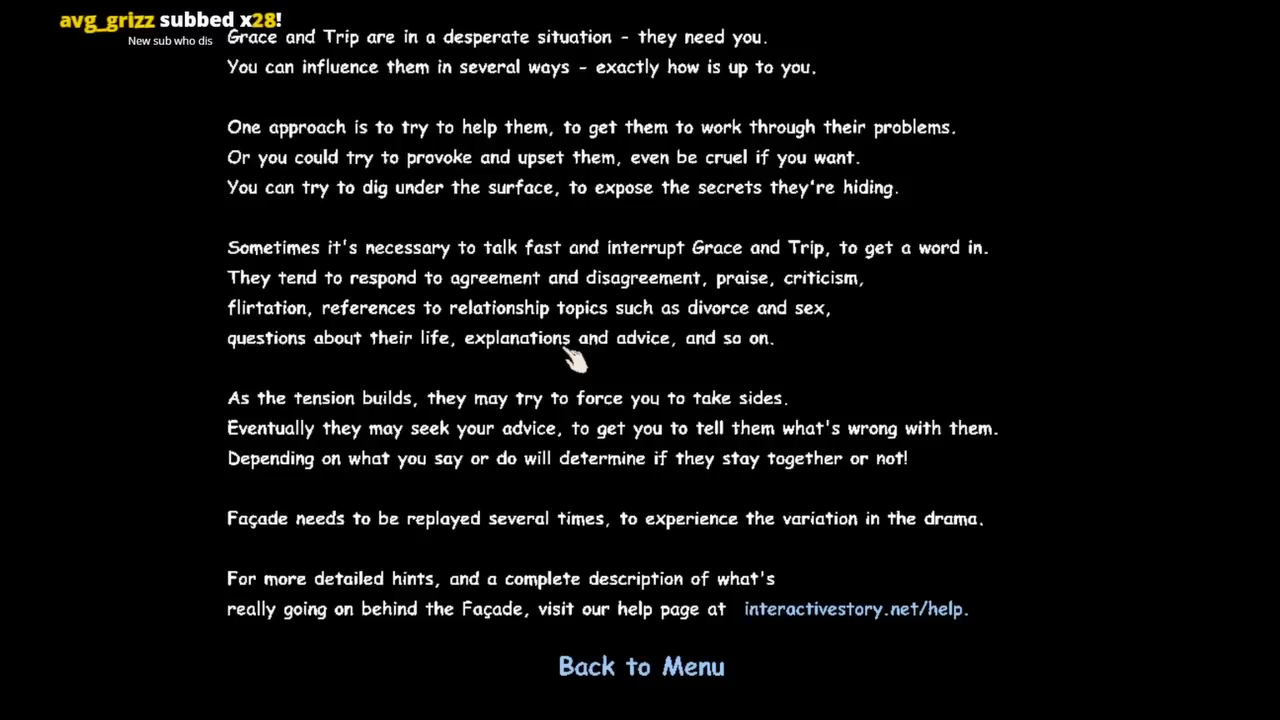 avg_grizz subbed x28!
New sub who dis
Grace and Trip are in a desperate situation - they need you.
You can influence them in several ways - exactly how is up to you.
One approach is to try to help them, to get them to work through their problems.
Or you could try to provoke and upset them, even be cruel if you want.
You can try to dig under the surface, to expose the secrets they're hiding.
Sometimes it's necessary to talk fast and interrupt Grace and Trip, to get a word in.
They tend to respond to agreement and disagreement, praise, criticism,
flirtation, references to relationship topics such as divorce and sex,
questions about their life, explanations and advice, and so on.
As the tension builds, they may try to force you to take sides.
Eventually they may seek your advice, to get you to tell them what's wrong with them.
Depending on what you say or do will determine if they stay together or not!
Façade needs to be replayed several times, to experience the variation in the drama.
For more detailed hints, and a complete description of what's
really going on behind the Façade, visit our help page at interactivestory.net/help.
Back to Menu